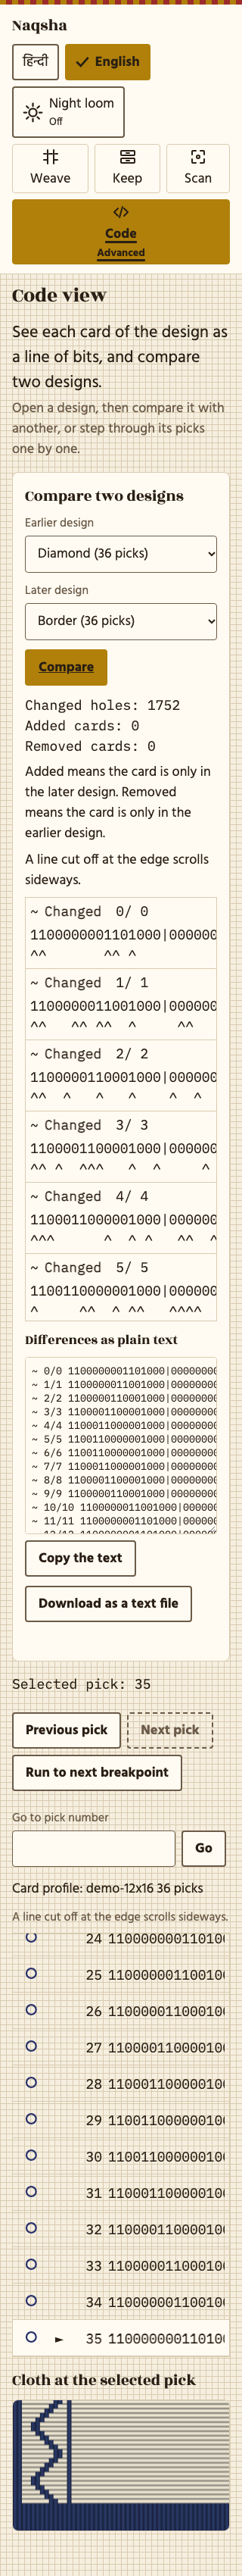 Naqsha
हिन्दी
English
Night loom
Off
Weave
Keep
Scan
Code
Advanced
Code view
See each card of the design as
a line of bits, and compare
two designs.
Open a design, then compare it with
another, or step through its picks
one by one.
Compare two designs
Earlier design
Diamond (36 picks)
Later design
Border (36 picks)
Compare
Changed holes: 1752
Added cards: 0
Removed cards: 0
Added means the card is only in
the later design. Removed
means the card is only in the
earlier design.
A line cut off at the edge scrolls
sideways.
~ Changed 0/ 0
1100000001101000|000000
^^ ^^ ^
~ Changed 1/ 1
1100000011001000|000000
^^ ^^ ^^ ^ ^^
~ Changed 2/ 2
1100000110001000|000000
^^ ^ ^ ^ ^ ^
~ Changed 3/ 3
1100001100001000|000000
^^ ^ ^^^ ^ ^ ^
~ Changed 4/ 4
1100011000001000|000000
^^^ ^ ^ ^ ^^ ^
~ Changed 5/ 5
1100110000001000|000000
^ ^^ ^ ^^ ^^^^
Differences as plain text
~ 0/0 1100000001101000|00000000
~ 1/1 1100000011001000|00000000
~ 2/2 1100000110001000|00000000
~ 3/3 1100001100001000|00000000
~ 4/4 1100011000001000|00000000
~ 5/5 1100110000001000|00000000
~ 6/6 1100110000001000|00000000
~ 7/7 1100011000001000|00000000
~ 8/8 1100001100001000|00000000
~ 9/9 1100000110001000|00000000
~ 10/10 1100000011001000|000000
~ 11/11 1100000001101000|000000
Copy the text
Download as a text file
Selected pick: 35
Previous pick
Next pick
Run to next breakpoint
Go to pick number
Go
Card profile: demo-12x16 36 picks
A line cut off at the edge scrolls sideways.
24 11000000011010
25 11000000110010
26 11000001100010
27 11000011000010
28 11000110000010
29 11001100000010
30 11001100000010
31 11000110000010
32 11000011000010
33 11000001100010
34 11000000110010
► 35 11000000011010
Cloth at the selected pick